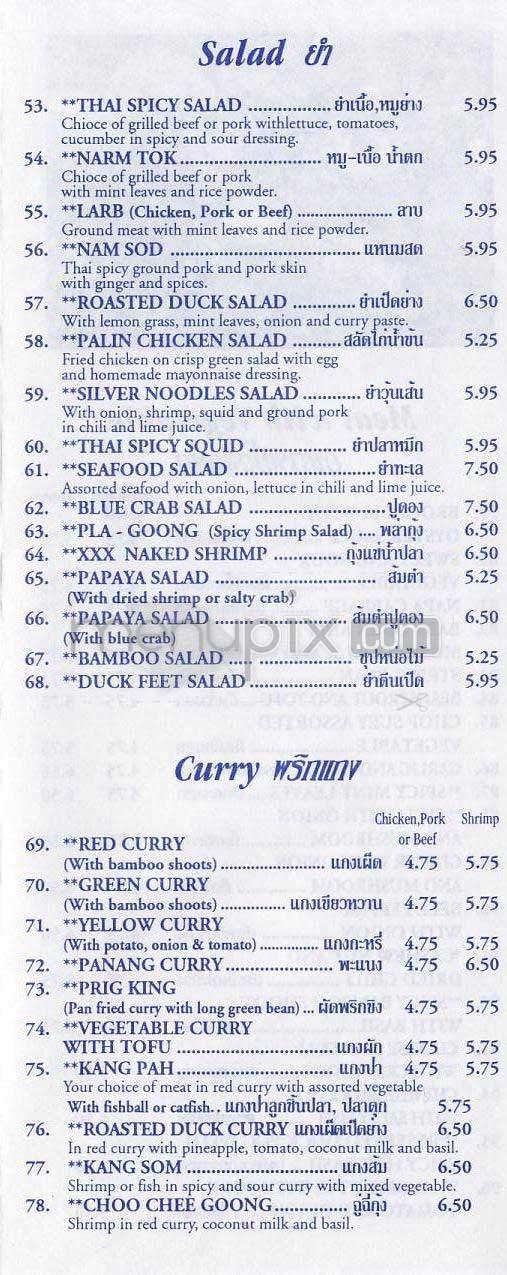 Salad ยำ
53. **THAI SPICY SALAD ................. ยำเนื้อ,หมูย่าง 5.95
Chioce of grilled beef or pork withlettuce, tomatoes,
cucumber in spicy and sour dressing.
54. **NARM TOK............................. หมู-เนื้อ น้ำตก 5.95
Chioce of grilled beef or pork
with mint leaves and rice powder.
55. **LARB (Chicken, Pork or Beef) ...................... ลาบ 5.95
Ground meat with mint leaves and rice powder.
56. **NAM SOD ................................... แหนมสด 5.95
Thai spicy ground pork and pork skin
with ginger and spices.
57. **ROASTED DUCK SALAD ............ ยำเป็ดย่าง 6.50
With lemon grass, mint leaves, onion and curry paste.
58. **PALIN CHICKEN SALAD .......... สลัดไก่น้ำข้น 5.25
Fried chicken on crisp green salad with egg
and homemade mayonnaise dressing.
59. **SILVER NOODLES SALAD ............ ยำวุ้นเส้น 5.95
With onion, shrimp, squid and ground pork
in chili and lime juice.
60. **THAI SPICY SQUID..................... ยำปลาหมึก 5.95
61. **SEAFOOD SALAD .............................ยำทะเล 7.50
Assorted seafood with onion, lettuce in chili and lime juice.
62. **BLUE CRAB SALAD ............................. ปูดอง 7.50
63. **PLA - GOONG (Spicy Shrimp Salad) ..พล่ากุ้ง 6.50
64. **XXX NAKED SHRIMP ............ กุ้งแช่น้ำปลา 6.50
65. **PAPAYA SALAD .................................. ส้มตำ 5.25
(With dried shrimp or salty crab)
66. **PAPAYA SALAD ........................... ส้มตำปูดอง 6.50
(With blue crab)
67. **BAMBOO SALAD ........................... ซุปหน่อไม้ 5.25
68. **DUCK FEET SALAD...................... ยำตีนเป็ด 5.95
menupix.com
Curry พริกแกง
Chicken,Pork Shrimp
or Beef
69. **RED CURRY
(With bamboo shoots)...................... แกงเผ็ด 4.75 5.75
70. **GREEN CURRY
(With bamboo shoots)............. แกงเขียวหวาน 4.75 5.75
71. **YELLOW CURRY
(With potato, onion & tomato)............. แกงกะหรี่ 4.75 5.75
72. **PANANG CURRY....................... พะแนง 4.75 6.50
73. **PRIG KING
(Pan fried curry with long green bean)... ผัดพริกขิง 4.75 5.75
74. **VEGETABLE CURRY
WITH TOFU ............................... แกงผัก 4.75 5.75
75. **KANG PAH............................... แกงป่า 4.75 5.75
Your choice of meat in red curry with assorted vegetable
With fishball or catfish.. แกงป่าลูกชิ้นปลา, ปลาดุก 5.75
76. **ROASTED DUCK CURRY แกงเผ็ดเป็ดย่าง 6.50
In red curry with pineapple, tomato, coconut milk and basil.
77. **KANG SOM ............................... แกงส้ม 6.50
Shrimp or fish in spicy and sour curry with mixed vegetable.
78. **CHOO CHEE GOONG.............. ฉู่ฉี่กุ้ง 6.50
Shrimp in red curry, coconut milk and basil.